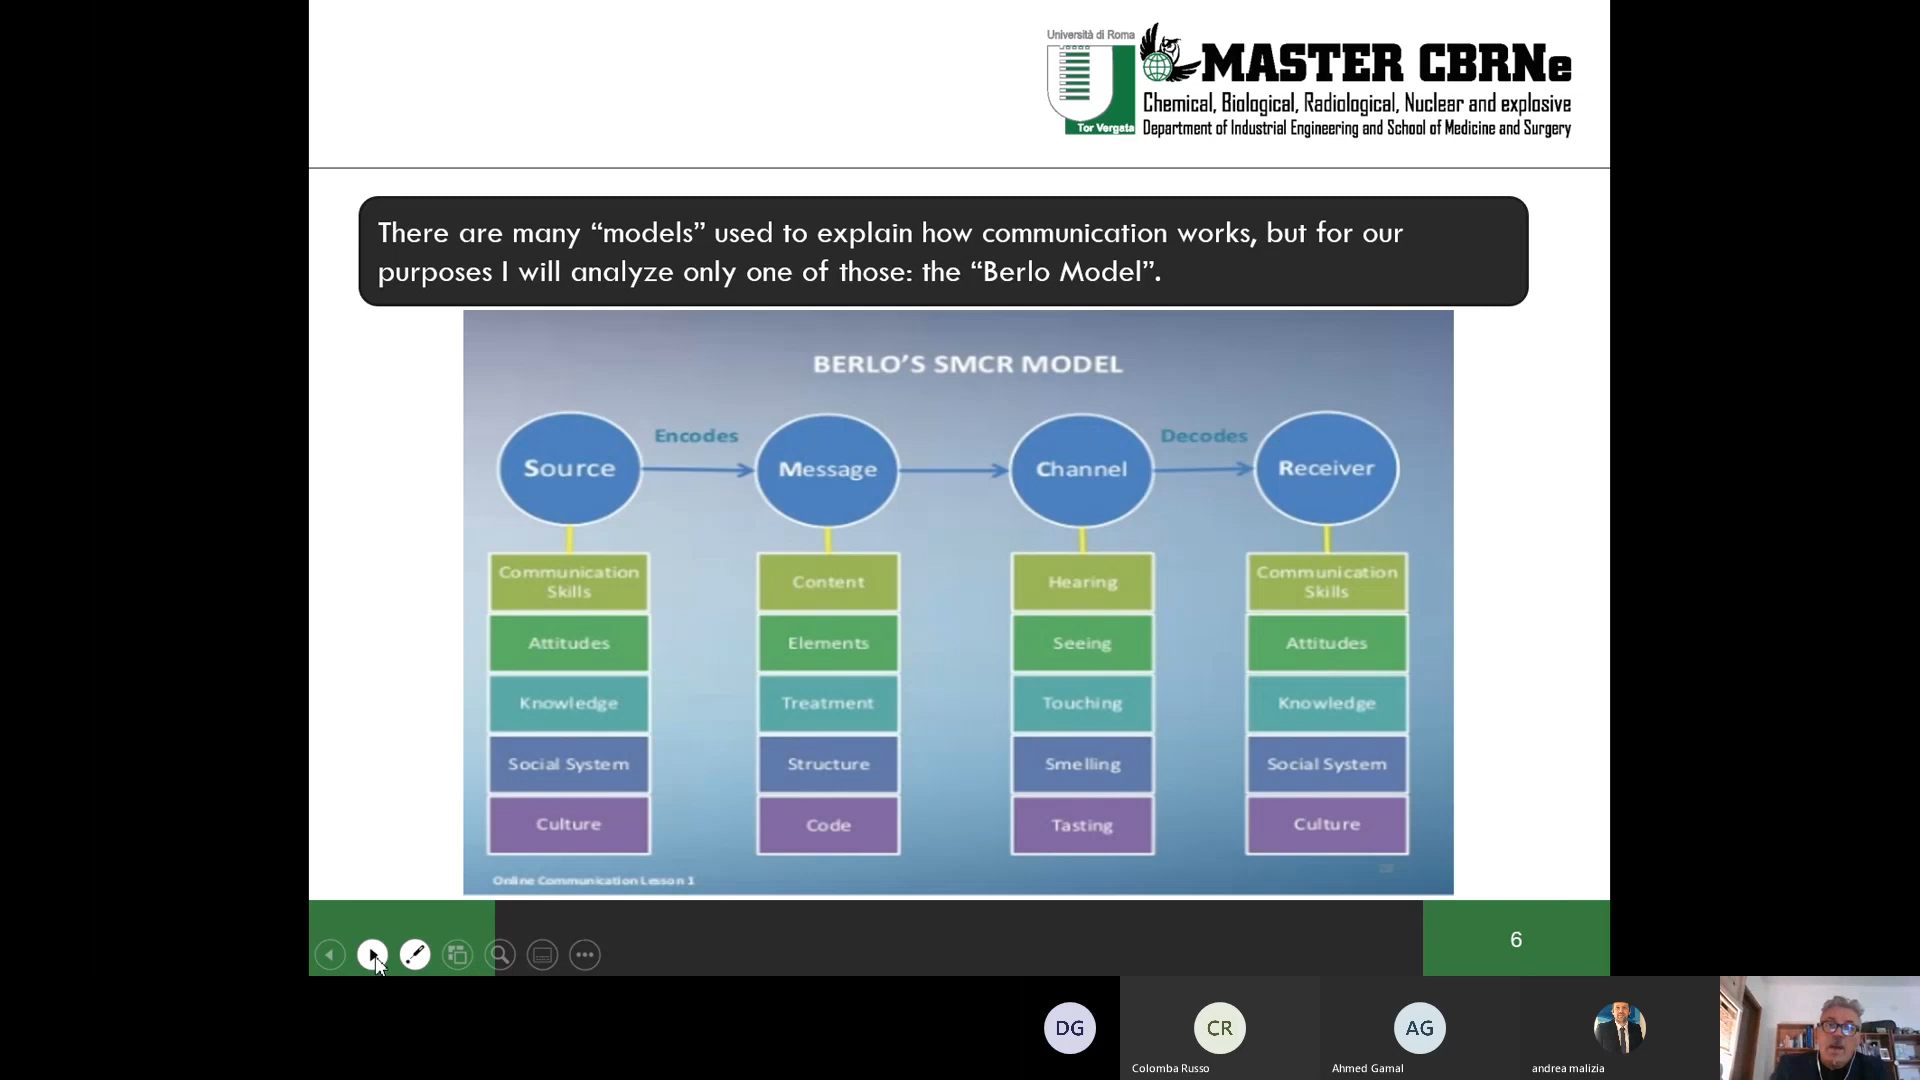 Università di Roma
Tor Vergata
MASTER CBRNe
Chemical, Biological, Radiological, Nuclear and explosive
Department of Industrial Engineering and School of Medicine and Surgery
There are many “models” used to explain how communication works, but for our
purposes I will analyze only one of those: the “Berlo Model”.
BERLO’S SMCR MODEL
Source
Encodes
Message
Channel
Decodes
Receiver
Communication
Skills
Attitudes
Knowledge
Social System
Culture
Content
Elements
Treatment
Structure
Code
Hearing
Seeing
Touching
Smelling
Tasting
Communication
Skills
Attitudes
Knowledge
Social System
Culture
Online Communication Lesson 1
6
DG
CR
Colomba Russo
AG
Ahmed Gamal
andrea malizia